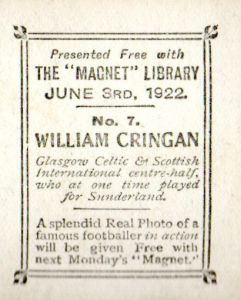 Presented Free with
THE "MAGNET" LIBRARY
JUNE 3RD, 1922.
No. 7.
WILLIAM CRINGAN
Glasgow Celtic & Scottish
International centre-half,
who at one time played
for Sunderland.
A splendid Real Photo of a
famous footballer in action
will be given Free with
next Monday's "Magnet."